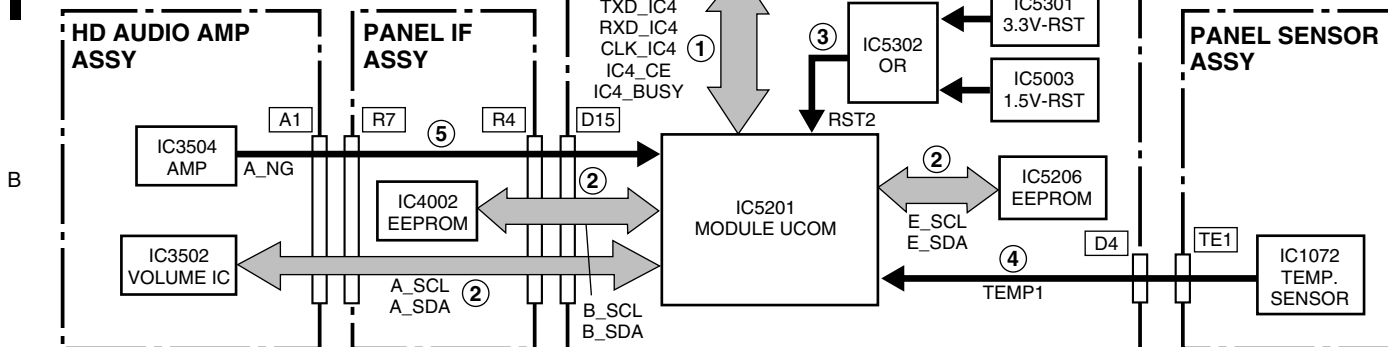 TXD_IC4
RXD_IC4
CLK_IC4
IC4_CE
IC4_BUSY
1
3
IC5302
OR
IC5301
3.3V-RST
IC5003
1.5V-RST
RST2
HD AUDIO AMP
ASSY
PANEL IF
ASSY
PANEL SENSOR
ASSY
B
A1
R7
R4
D15
5
IC3504
AMP
A_NG
IC4002
EEPROM
2
IC5201
MODULE UCOM
2
E_SCL
E_SDA
IC5206
EEPROM
IC3502
VOLUME IC
A_SCL
A_SDA
2
B_SCL
B_SDA
D4
TE1
4
TEMP1
IC1072
TEMP.
SENSOR